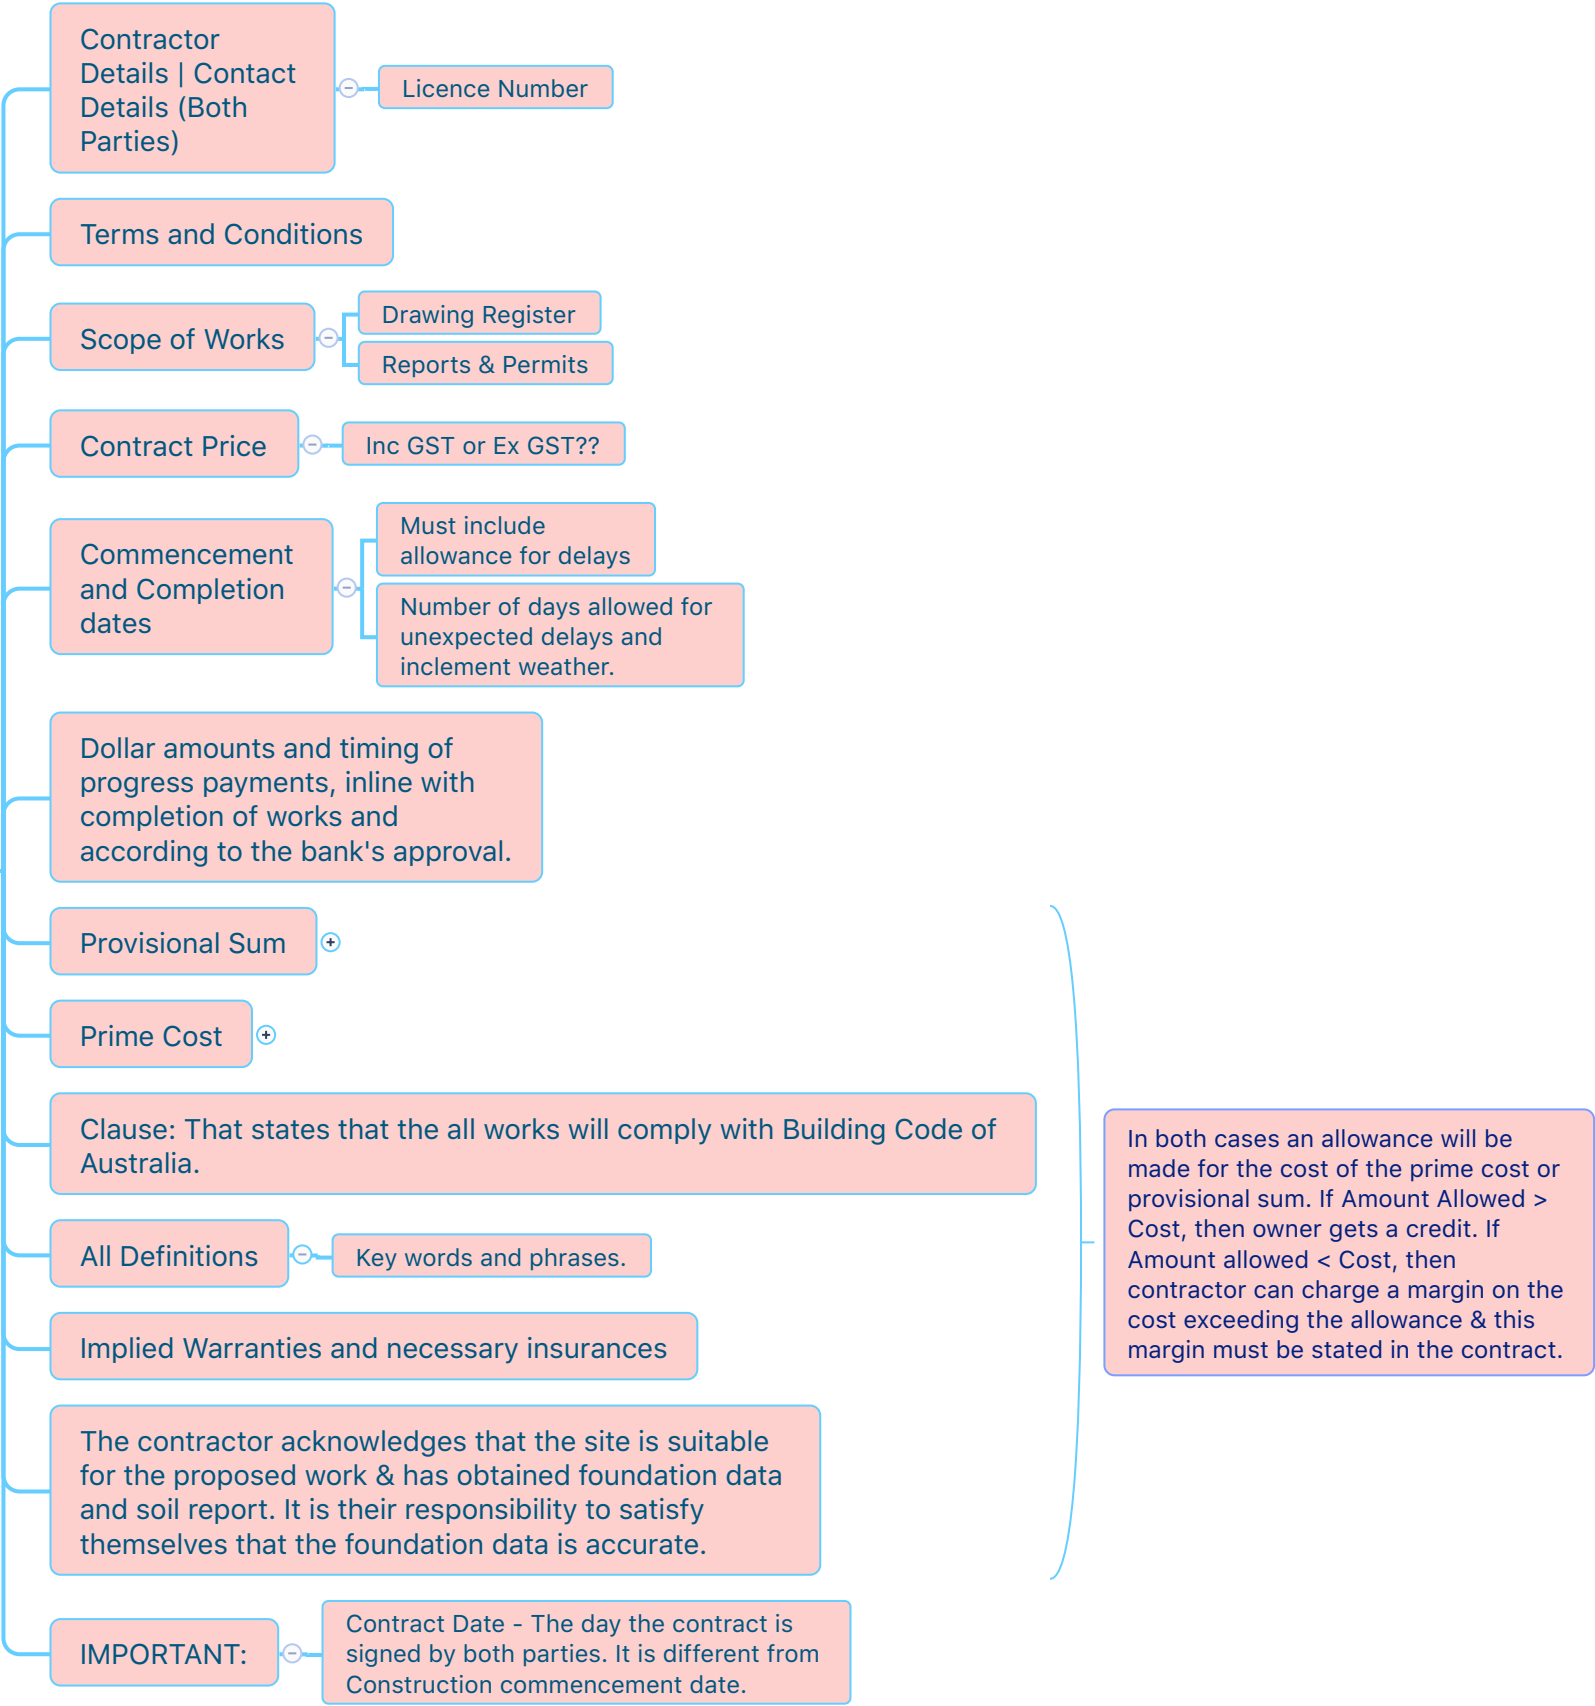 Contractor
Details | Contact
Details (Both
Parties)
Licence Number
Terms and Conditions
Scope of Works
Drawing Register
Reports & Permits
Contract Price
Inc GST or Ex GST??
Commencement
and Completion
dates
Must include
allowance for delays
Number of days allowed for
unexpected delays and
inclement weather.
Dollar amounts and timing of
progress payments, inline with
completion of works and
according to the bank's approval.
Provisional Sum
Prime Cost
Clause: That states that the all works will comply with Building Code of
Australia.
All Definitions
Key words and phrases.
Implied Warranties and necessary insurances
The contractor acknowledges that the site is suitable
for the proposed work & has obtained foundation data
and soil report. It is their responsibility to satisfy
themselves that the foundation data is accurate.
In both cases an allowance will be
made for the cost of the prime cost or
provisional sum. If Amount Allowed >
Cost, then owner gets a credit. If
Amount allowed < Cost, then
contractor can charge a margin on the
cost exceeding the allowance & this
margin must be stated in the contract.
IMPORTANT:
Contract Date - The day the contract is
signed by both parties. It is different from
Construction commencement date.